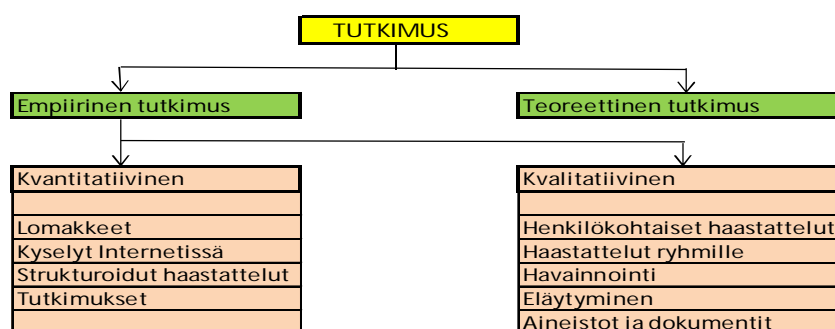 TUTKIMUS
Empiirinen tutkimus
Teoreettinen tutkimus
Kvantitatiivinen
Lomakkeet
Kyselyt Internetissä
Strukturoidut haastattelut
Tutkimukset
Kvalitatiivinen
Henkilökohtaiset haastattelut
Haastattelut ryhmille
Havainnointi
Eläytyminen
Aineistot ja dokumentit